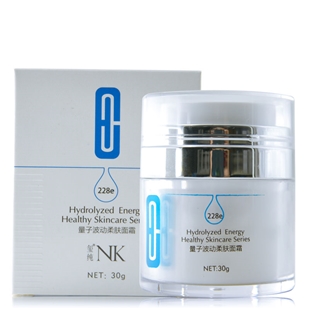 228e
Hydrolyzed Energy
Healthy Skincare Ser
量子波动柔肤面霜
NK
NET: 30g
228e
Hydrolyzed Energy
Healthy Skincare Series
量子波动柔肤面霜
NET:30g